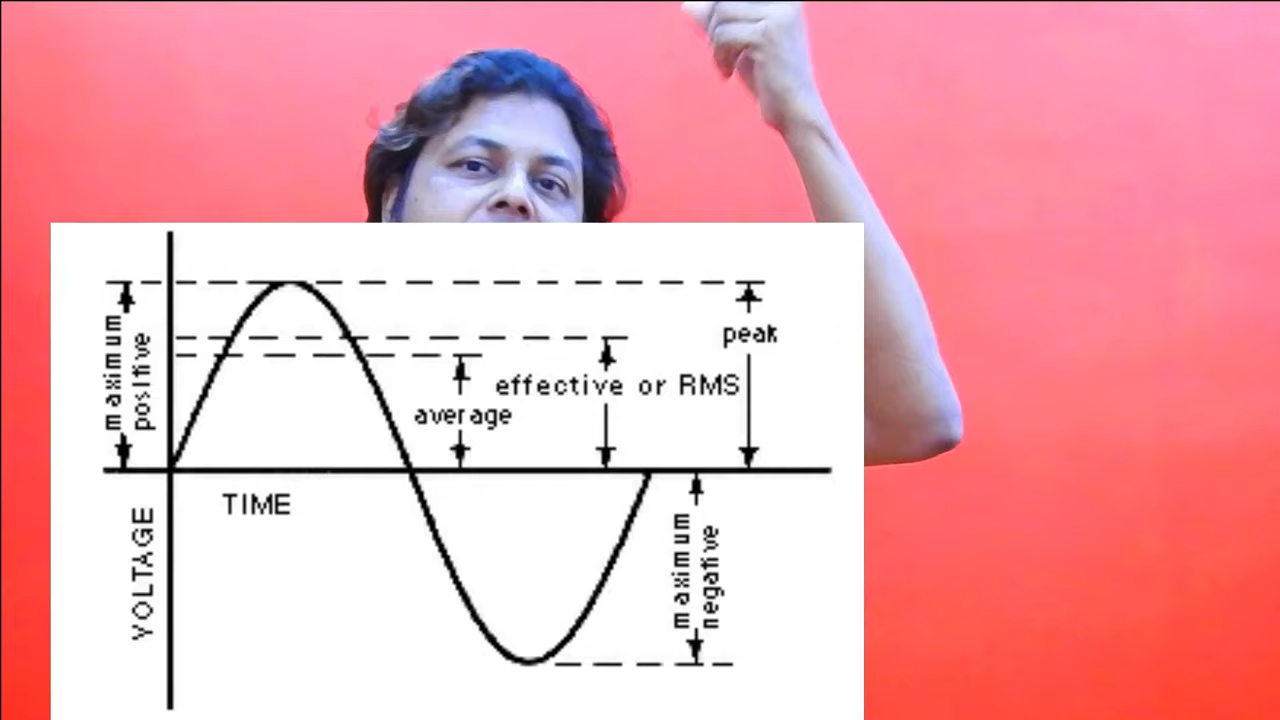 maximum
positive
peak
effective or RMS
average
TIME
VOLTAGE
maximum
negative